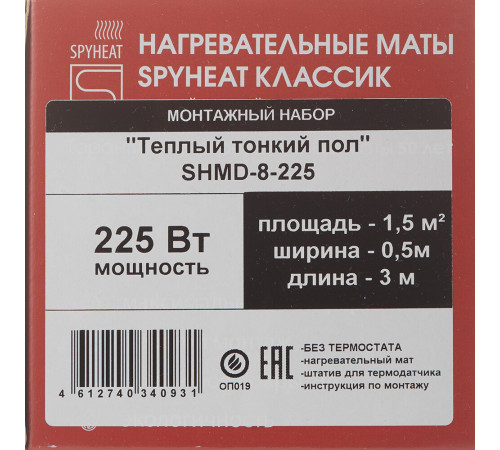 SPYHEAT
НАГРЕВАТЕЛЬНЫЕ МАТЫ
SPYHEAT КЛАССИК
МОНТАЖНЫЙ НАБОР
"Теплый тонкий пол"
SHMD-8-225
225 Вт
мощность
площадь - 1,5 м²
ширина - 0,5м
длина - 3 м
4 612740 340931
ОП019
ЕАС
-БЕЗ ТЕРМОСТАТА
-нагревательный мат
- штатив для термодатчика
-инструкция по монтажу